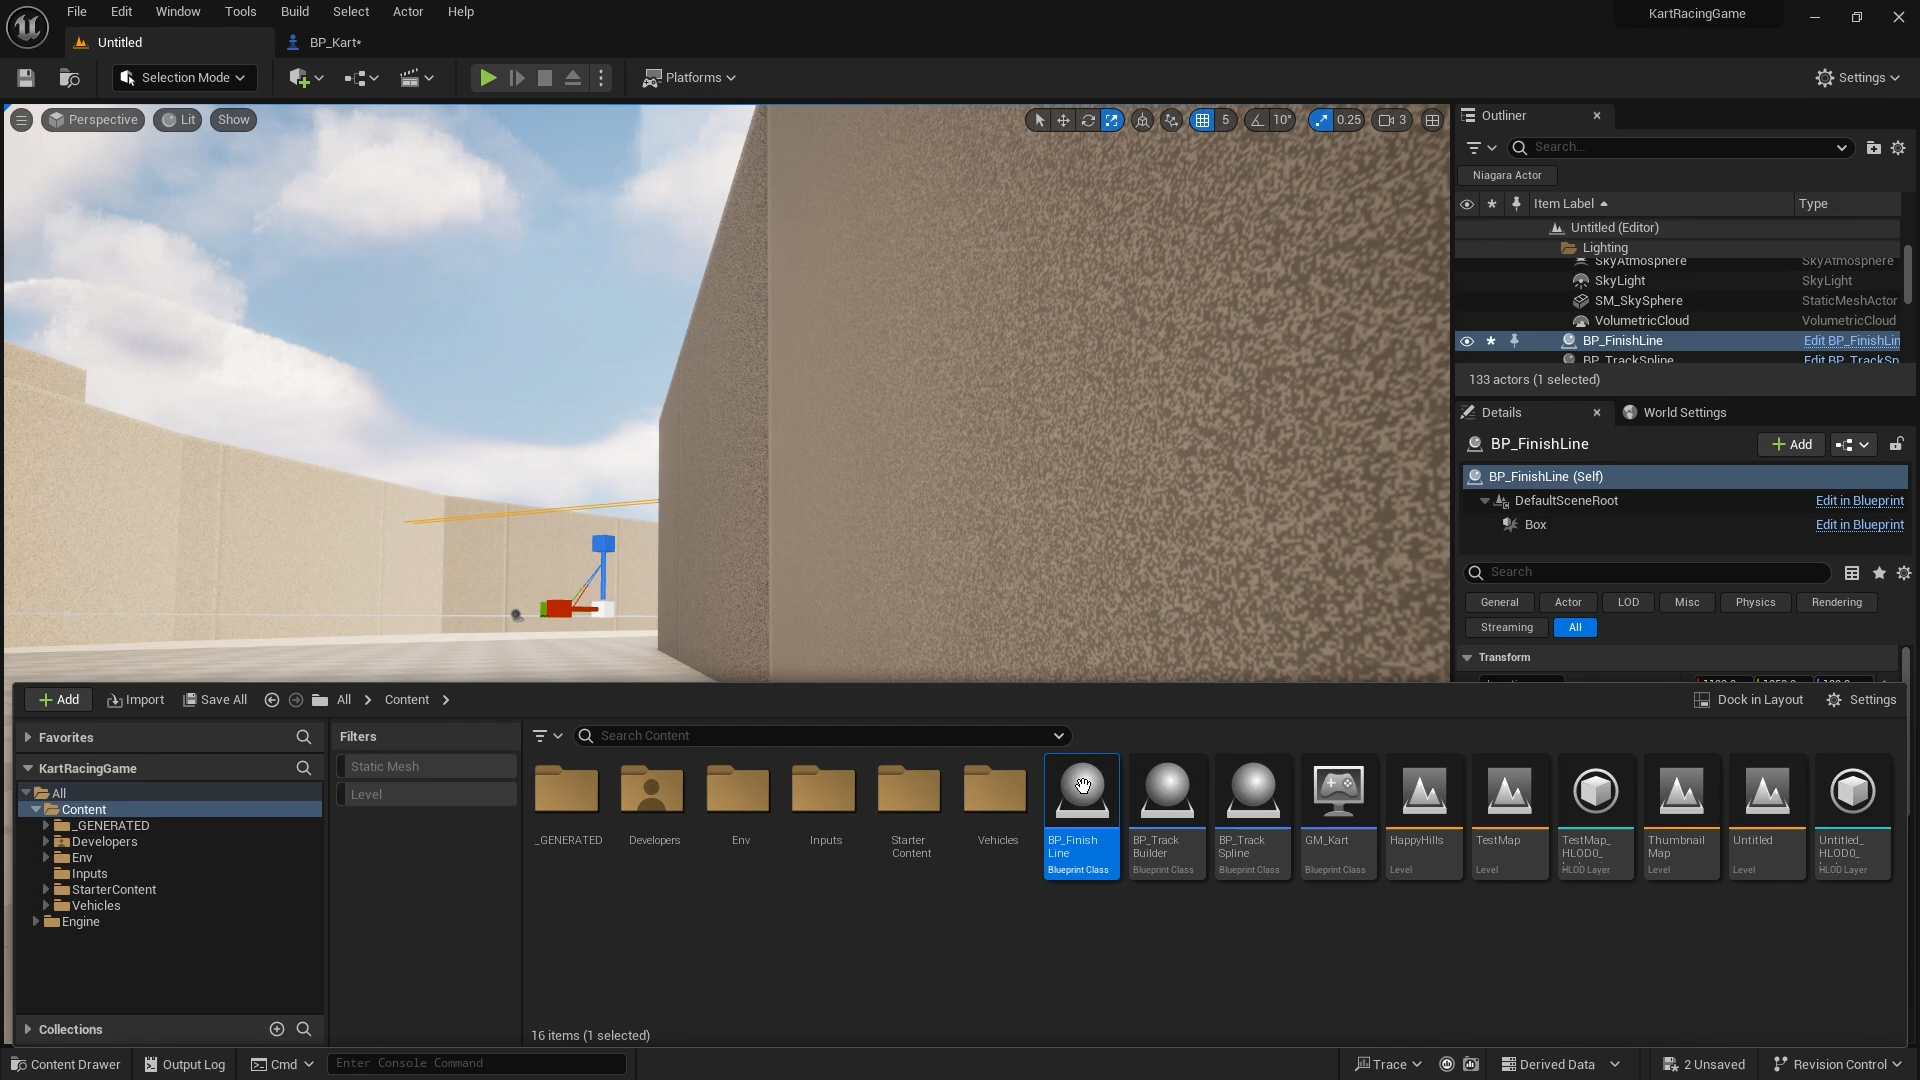 File Edit Window Tools Build Select Actor Help
KartRacingGame
Untitled
BP_Kart*
Selection Mode
Platforms
Settings
Perspective
Lit
Show
5
10°
0.25
3
Outliner
Search...
Niagara Actor
Item Label
Type
Untitled (Editor)
Lighting
SkyAtmosphere SkyAtmosphere
SkyLight SkyLight
SM_SkySphere StaticMeshActor
VolumetricCloud VolumetricCloud
BP_FinishLine Edit BP_FinishLin
BP_TrackSpline Edit BP_TrackSp
133 actors (1 selected)
Details
World Settings
BP_FinishLine
Add
BP_FinishLine (Self)
DefaultSceneRoot Edit in Blueprint
Box Edit in Blueprint
Search
General Actor LOD Misc Physics Rendering
Streaming All
Transform
Add Import Save All All Content
Dock in Layout Settings
Favorites
KartRacingGame
All
Content
_GENERATED
Developers
Env
Inputs
StarterContent
Vehicles
Engine
Collections
Filters
Static Mesh
Level
Search Content
_GENERATED
Developers
Env
Inputs
Starter
Content
Vehicles
BP_Finish
Line
Blueprint Class
BP_Track
Builder
Blueprint Class
BP_Track
Spline
Blueprint Class
GM_Kart
Blueprint Class
HappyHills
Level
TestMap
Level
TestMap_
HLOD0_
HLOD Layer
Thumbnail
Map
Level
Untitled
Level
Untitled_
HLOD0_
HLOD Layer
16 items (1 selected)
Content Drawer Output Log Cmd Enter Console Command
Trace Derived Data 2 Unsaved Revision Control